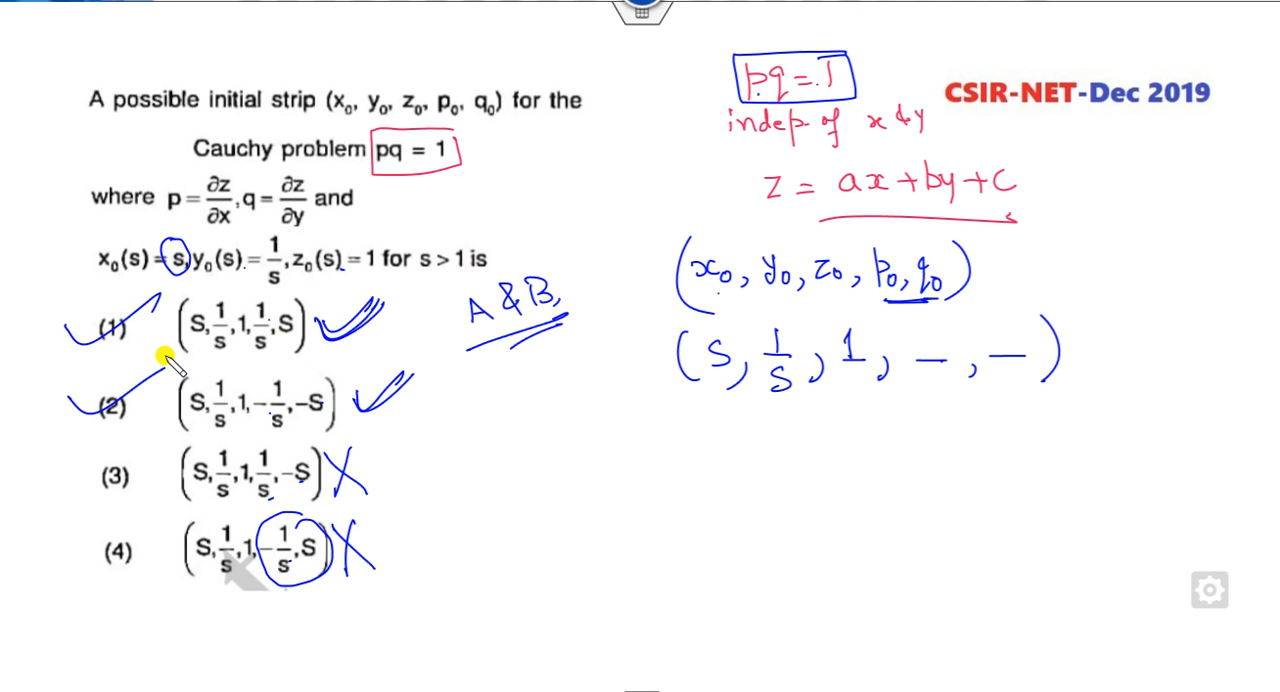 A possible initial strip (x₀, y₀, z₀, p₀, q₀) for the
Cauchy problem pq = 1
where p = ∂z/∂x, q = ∂z/∂y and
x₀(s) = s, y₀(s) = 1/s, z₀(s) = 1 for s > 1 is
(1) (S, 1/s, 1, 1/s, S)
(2) (S, 1/s, 1, -1/s, -S)
(3) (S, 1/s, 1, 1/s, -S)
(4) (S, 1/s, 1, -1/s, S)
A & B,
pq = 1
indep of x & y
z = ax + by + c
(x₀, y₀, z₀, p₀, q₀)
(s, 1/s, 1, –, –)
CSIR-NET-Dec 2019